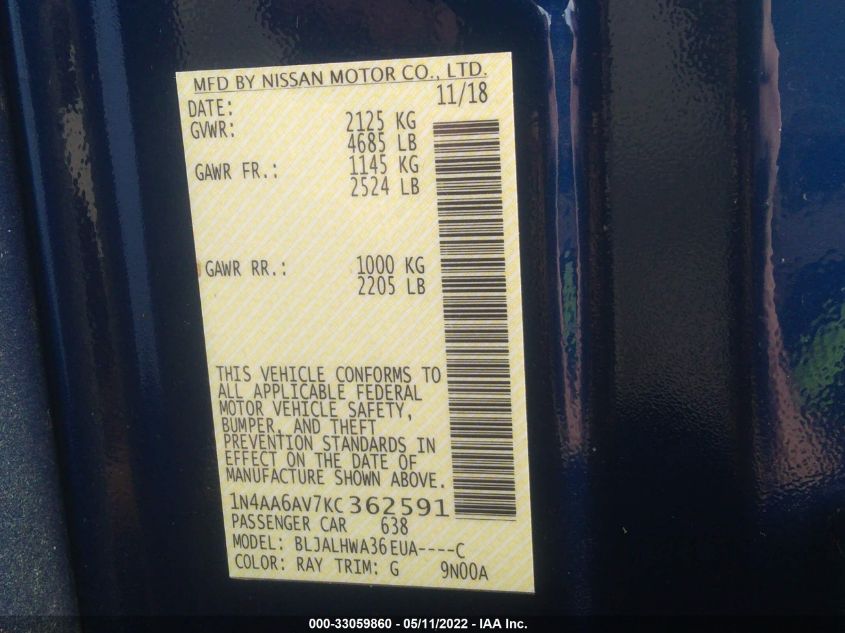 MFD BY NISSAN MOTOR CO., LTD.
DATE: 11/18
GVWR: 2125 KG
4685 LB
GAWR FR.: 1145 KG
2524 LB
GAWR RR.: 1000 KG
2205 LB
THIS VEHICLE CONFORMS TO
ALL APPLICABLE FEDERAL
MOTOR VEHICLE SAFETY,
BUMPER, AND THEFT
PREVENTION STANDARDS IN
EFFECT ON THE DATE OF
MANUFACTURE SHOWN ABOVE.
1N4AA6AV7KC362591
PASSENGER CAR 638
MODEL: BLJALHWA36EUA----C
COLOR: RAY TRIM: G 9N00A
000-33059860 - 05/11/2022 - IAA Inc.